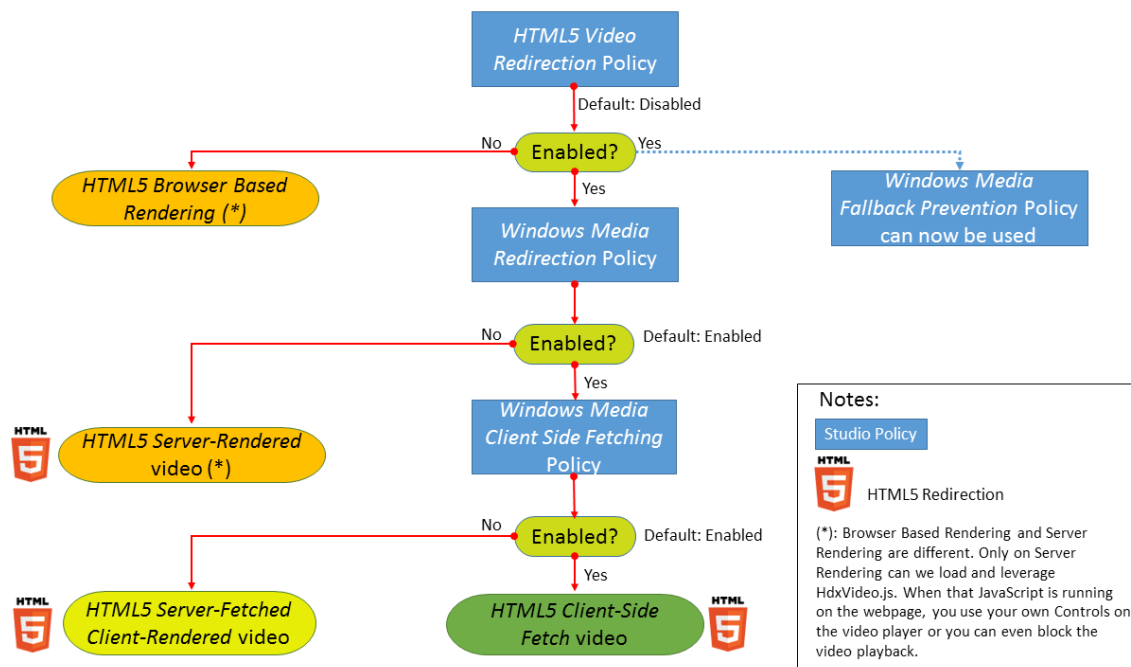 HTML5 Video
Redirection Policy
Default: Disabled
No
Enabled?
Yes
HTML5 Browser Based
Rendering (*)
Yes
Windows Media
Fallback Prevention Policy
can now be used
Windows Media
Redirection Policy
No
Enabled?
Default: Enabled
Yes
HTML
5
HTML5 Server-Rendered
video (*)
Windows Media
Client Side Fetching
Policy
No
Enabled?
Default: Enabled
Yes
HTML
5
HTML5 Server-Fetched
Client-Rendered video
HTML5 Client-Side
Fetch video
HTML
5
Notes:
Studio Policy
HTML
5
HTML5 Redirection
(*): Browser Based Rendering and Server
Rendering are different. Only on Server
Rendering can we load and leverage
HdxVideo.js. When that JavaScript is running
on the webpage, you use your own Controls on
the video player or you can even block the
video playback.